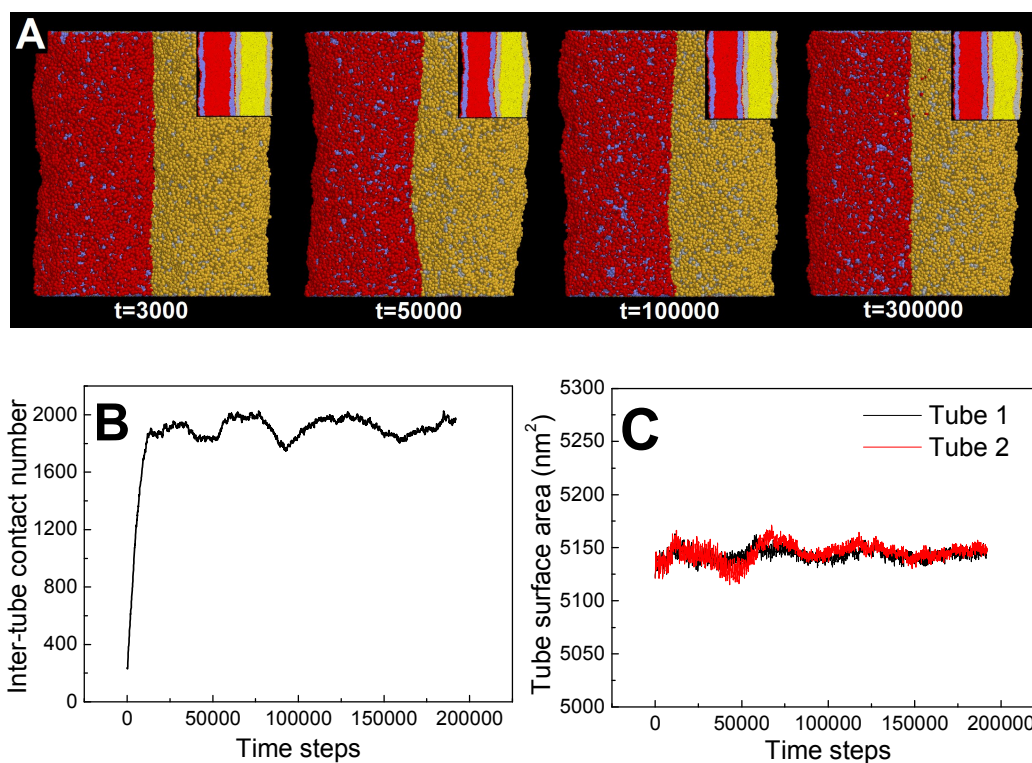 A
t=3000
t=50000
t=100000
t=300000
B
Inter-tube contact number
2000
1600
1200
800
400
0
0
50000
100000
150000
200000
Time steps
C
Tube 1
Tube 2
Tube surface area (nm²)
5300
5250
5200
5150
5100
5050
5000
0
50000
100000
150000
200000
Time steps